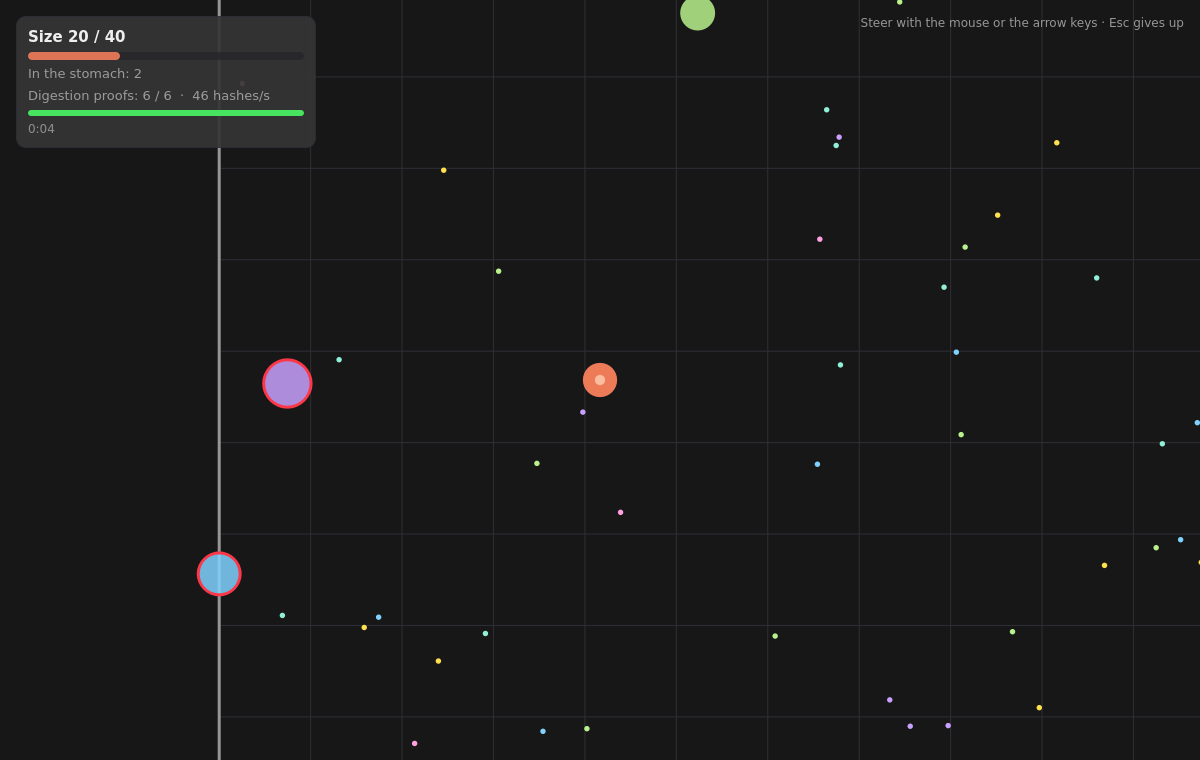 Size 20 / 40
Steer with the mouse or the arrow keys · Esc gives up
In the stomach: 2
Digestion proofs: 6 / 6 · 46 hashes/s
0:04